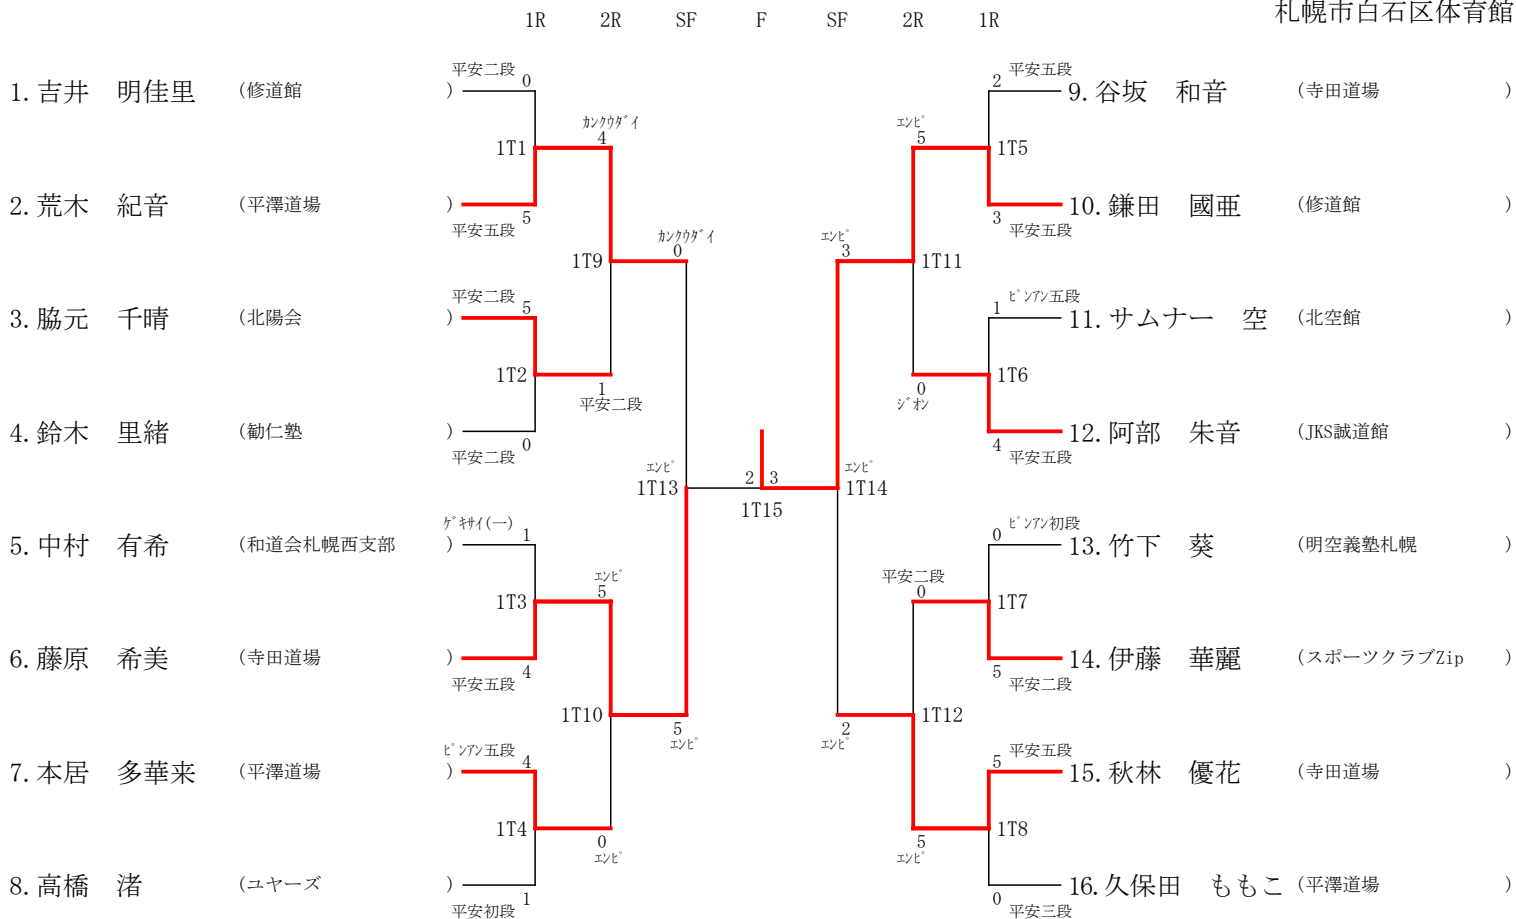 札幌市白石区体育館
1R 2R SF F SF 2R 1R
平安二段 0 平安五段 2
1. 吉井 明佳里 (修道館 ) 9. 谷坂 和音 (寺田道場 )
カンクウダイ 4 エンピ 5
1T1 1T5
2. 荒木 紀音 (平澤道場 ) 10. 鎌田 國亜 (修道館 )
5 平安五段 3 平安五段
カンクウダイ 0 エンピ 3
1T9 1T11
平安二段 5 ピンアン五段 1
3. 脇元 千晴 (北陽会 ) 11. サムナー 空 (北空館 )
1T2 1T6
1 平安二段 0 ジオン
4. 鈴木 里緒 (勧仁塾 ) 12. 阿部 朱音 (JKS誠道館 )
平安二段 0 4 平安五段
エンピ 2 3 エンピ
1T13 1T15 1T14
ゲキサイ(一) 1 ピンアン初段 0
5. 中村 有希 (和道会札幌西支部 ) 13. 竹下 葵 (明空義塾札幌 )
エンピ 5 平安二段 0
1T3 1T7
6. 藤原 希美 (寺田道場 ) 14. 伊藤 華麗 (スポーツクラブZip )
平安五段 4 5 平安二段
1T10 1T12
5 エンピ 2 エンピ
ピンアン五段 4 平安五段 5
7. 本居 多華来 (平澤道場 ) 15. 秋林 優花 (寺田道場 )
1T4 1T8
0 エンピ 5 エンピ
8. 高橋 渚 (ユヤーズ ) 16. 久保田 ももこ (平澤道場 )
平安初段 1 0 平安三段